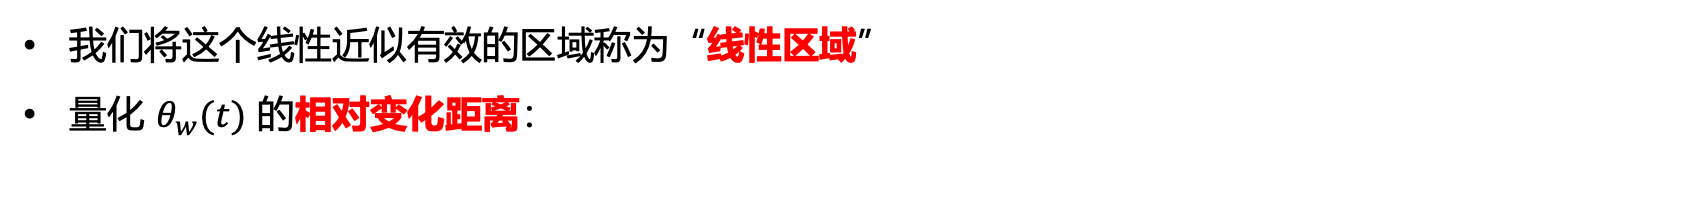 • 我们将这个线性近似有效的区域称为“线性区域”
• 量化 θ_w(t) 的相对变化距离：